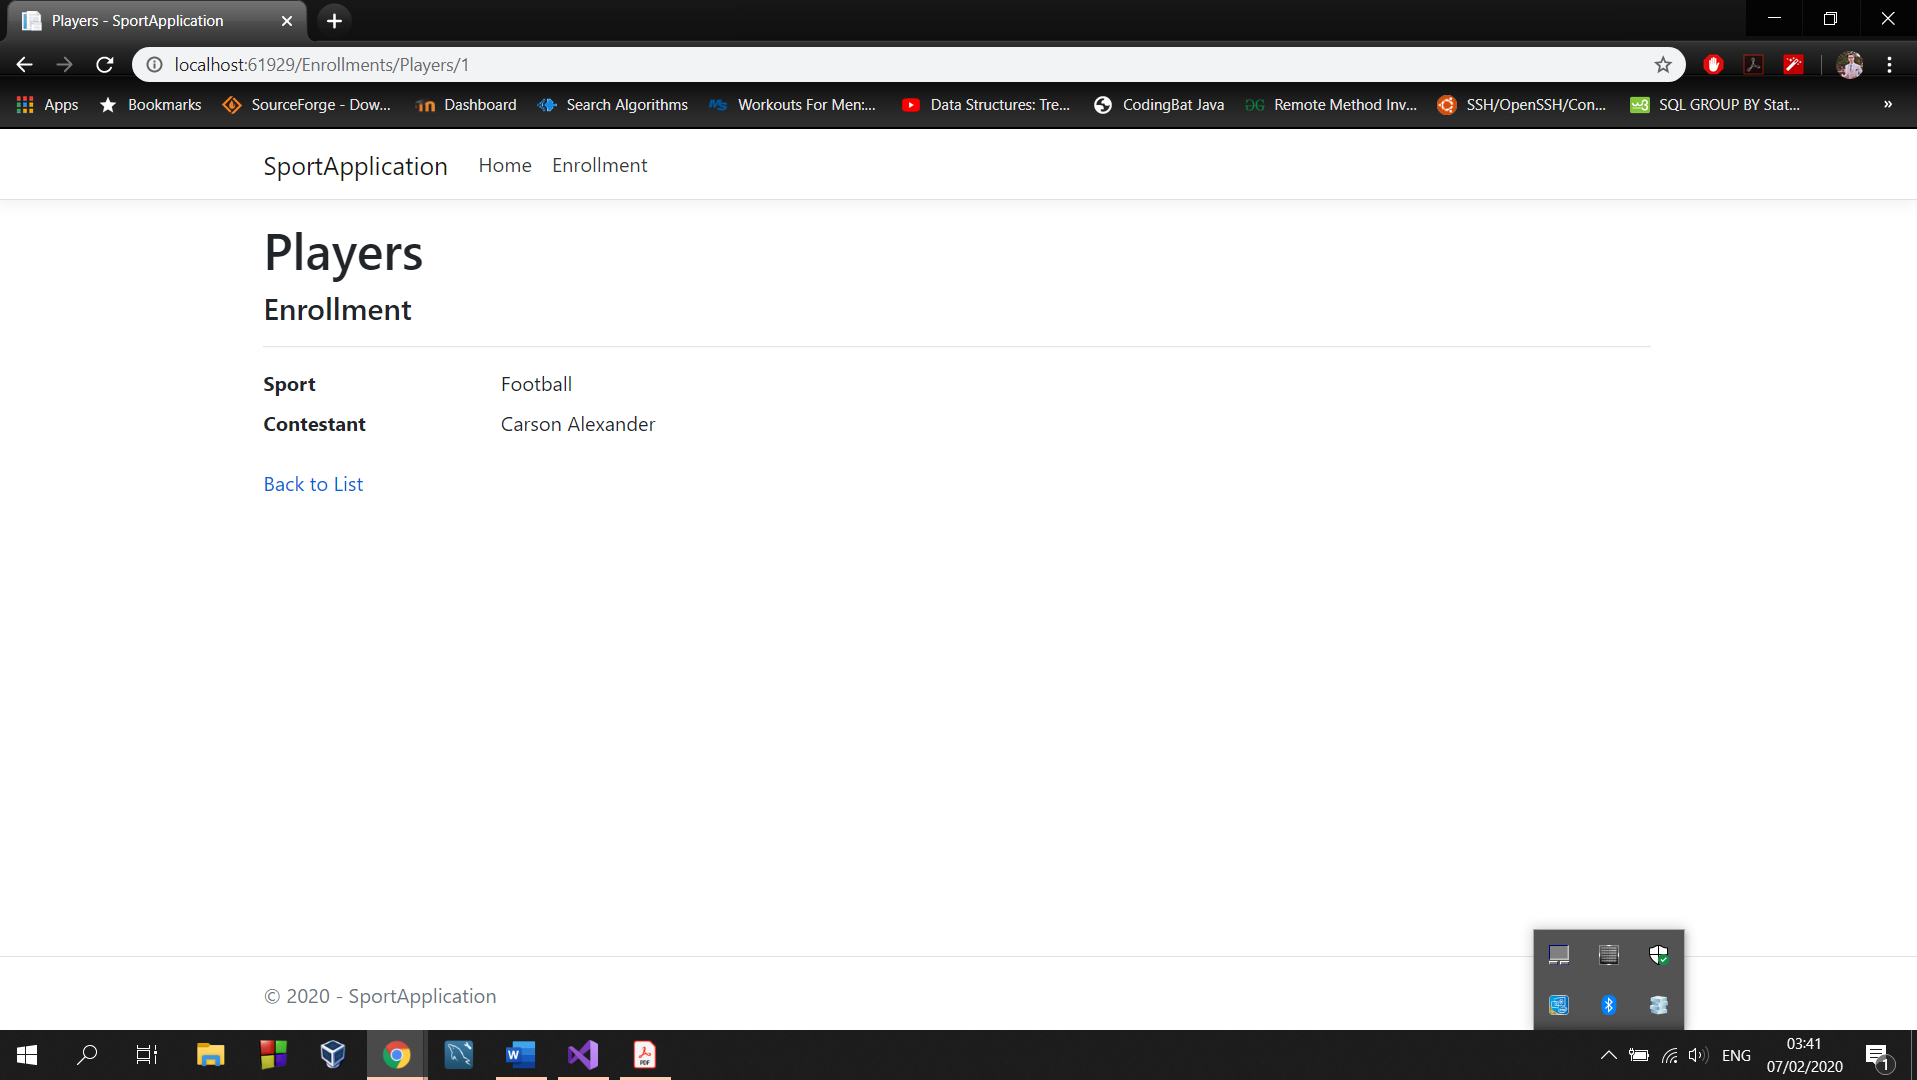 Players - SportApplication
localhost:61929/Enrollments/Players/1
Apps Bookmarks SourceForge - Dow... Dashboard Search Algorithms Workouts For Men:... Data Structures: Tre... CodingBat Java Remote Method Inv... SSH/OpenSSH/Con... SQL GROUP BY Stat... »
SportApplication Home Enrollment
Players
Enrollment
Sport Football
Contestant Carson Alexander
Back to List
© 2020 - SportApplication
ENG
03:41
07/02/2020
1